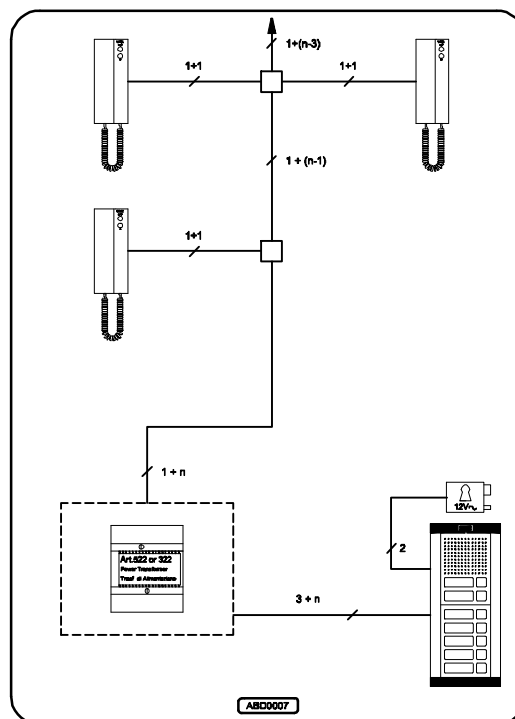 1+(n-3)
1+1
1+1
1 + (n-1)
1+1
1 + n
12V~
Art.522 or 322
Power Transformer
Trasf. di Alimentazione
2
3 + n
ABD0007